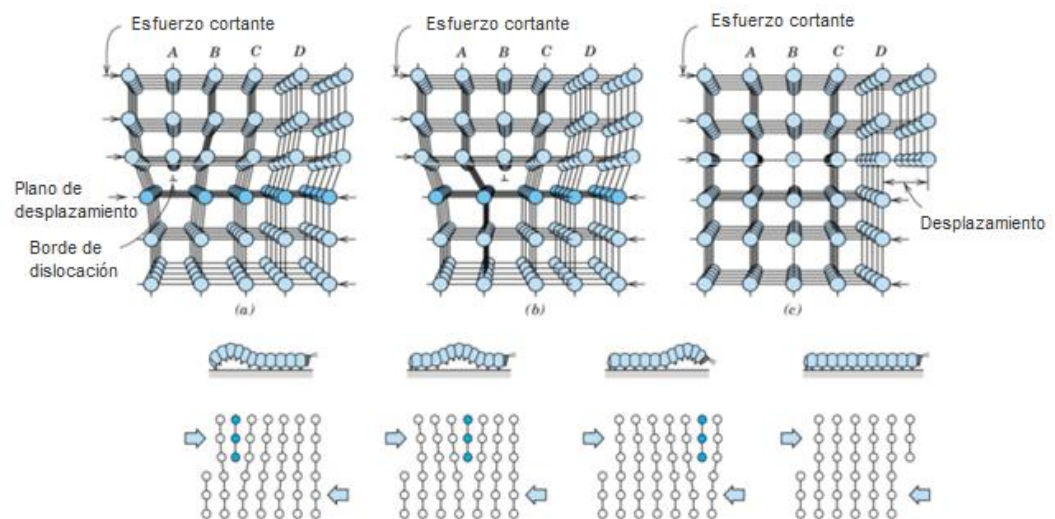 Esfuerzo cortante
A B C D
Esfuerzo cortante
A B C D
Esfuerzo cortante
A B C D
Plano de
desplazamiento
Borde de
dislocación
Desplazamiento
(a)
(b)
(c)